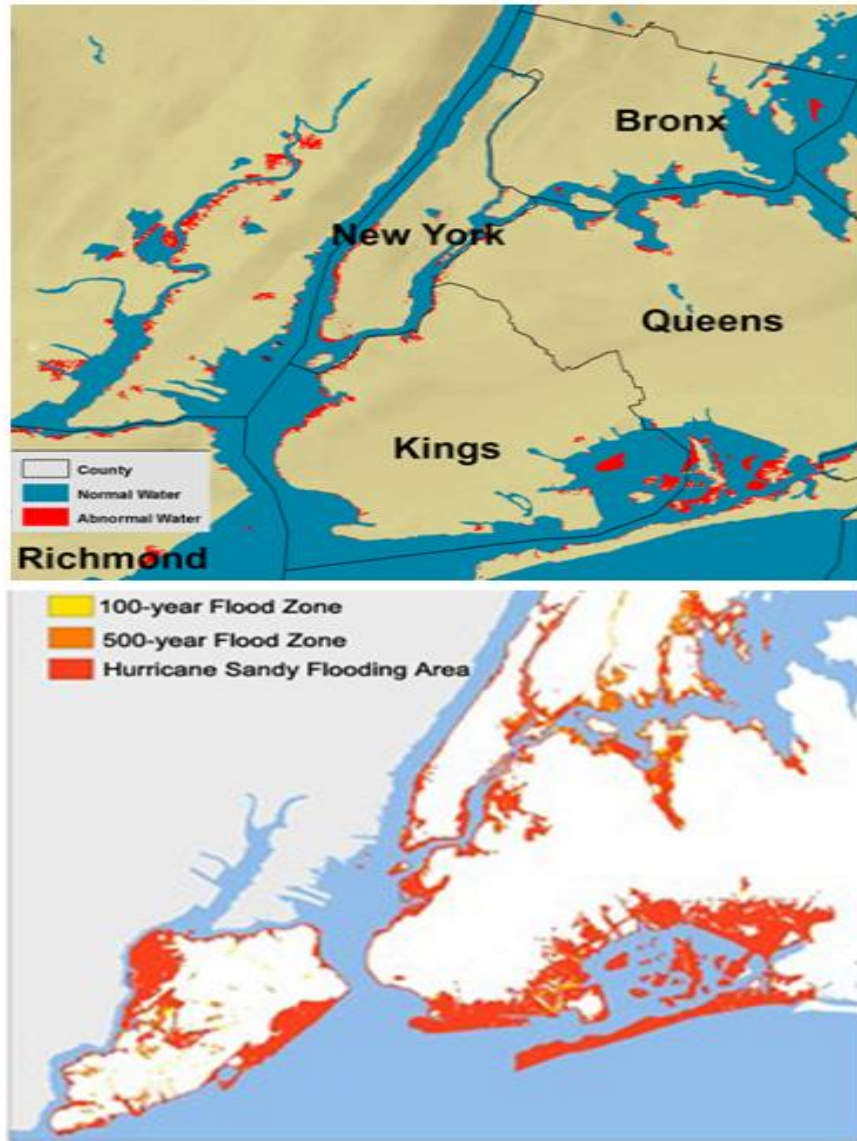 Bronx
New York
Queens
Kings
County
Normal Water
Abnormal Water
Richmond
100-year Flood Zone
500-year Flood Zone
Hurricane Sandy Flooding Area